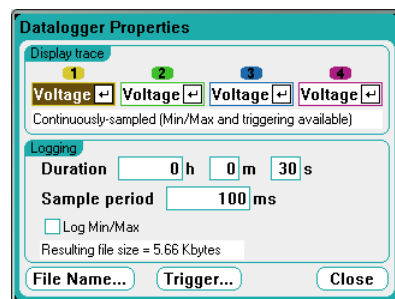 Datalogger Properties
Display trace
1 2 3 4
Voltage Voltage Voltage Voltage
Continuously-sampled (Min/Max and triggering available)
Logging
Duration 0 h 0 m 30 s
Sample period 100 ms
Log Min/Max
Resulting file size = 5.66 Kbytes
File Name... Trigger... Close